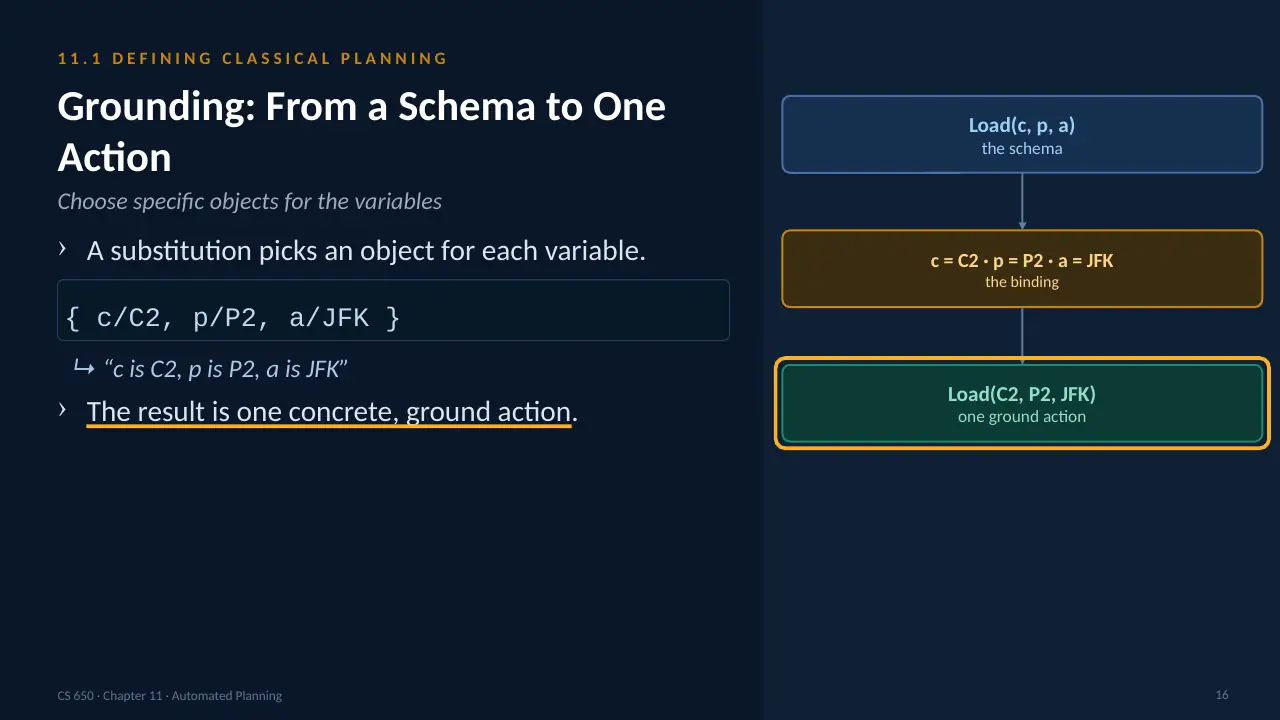 11.1 DEFINING CLASSICAL PLANNING
Grounding: From a Schema to One
Action
Choose specific objects for the variables
› A substitution picks an object for each variable.
{ c/C2, p/P2, a/JFK }
↪ “c is C2, p is P2, a is JFK”
› The result is one concrete, ground action.
Load(c, p, a)
the schema
c = C2 · p = P2 · a = JFK
the binding
Load(C2, P2, JFK)
one ground action
CS 650 · Chapter 11 · Automated Planning
16